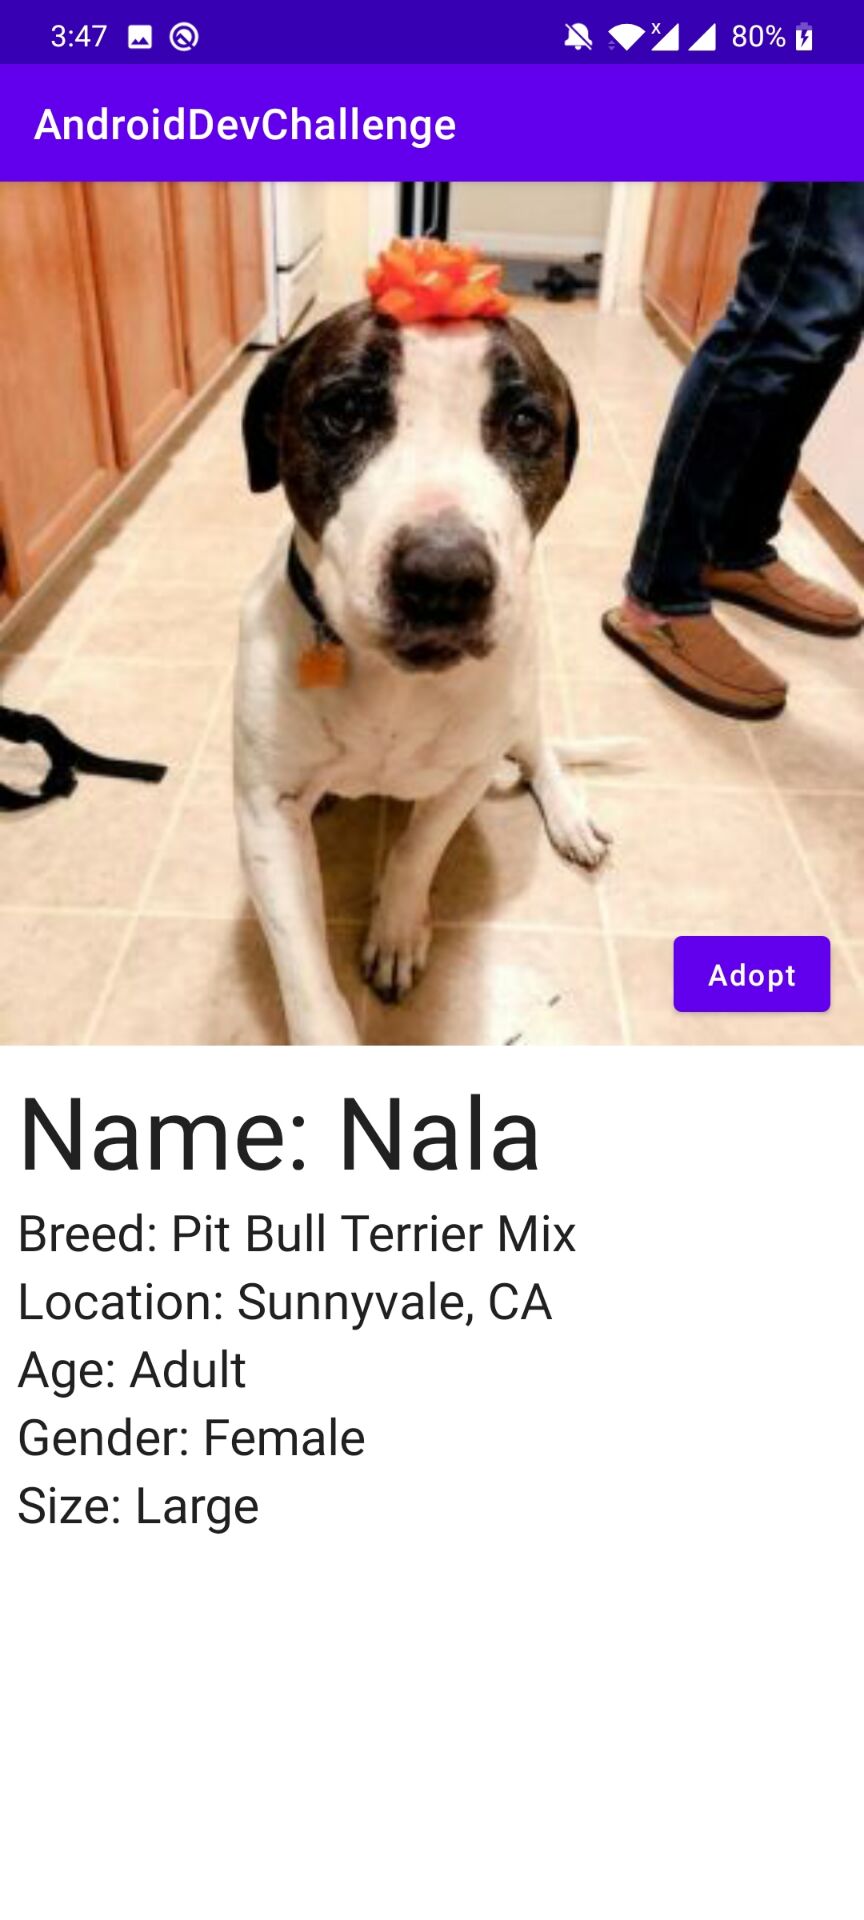 3:47 80%
AndroidDevChallenge
Adopt
Name: Nala
Breed: Pit Bull Terrier Mix
Location: Sunnyvale, CA
Age: Adult
Gender: Female
Size: Large